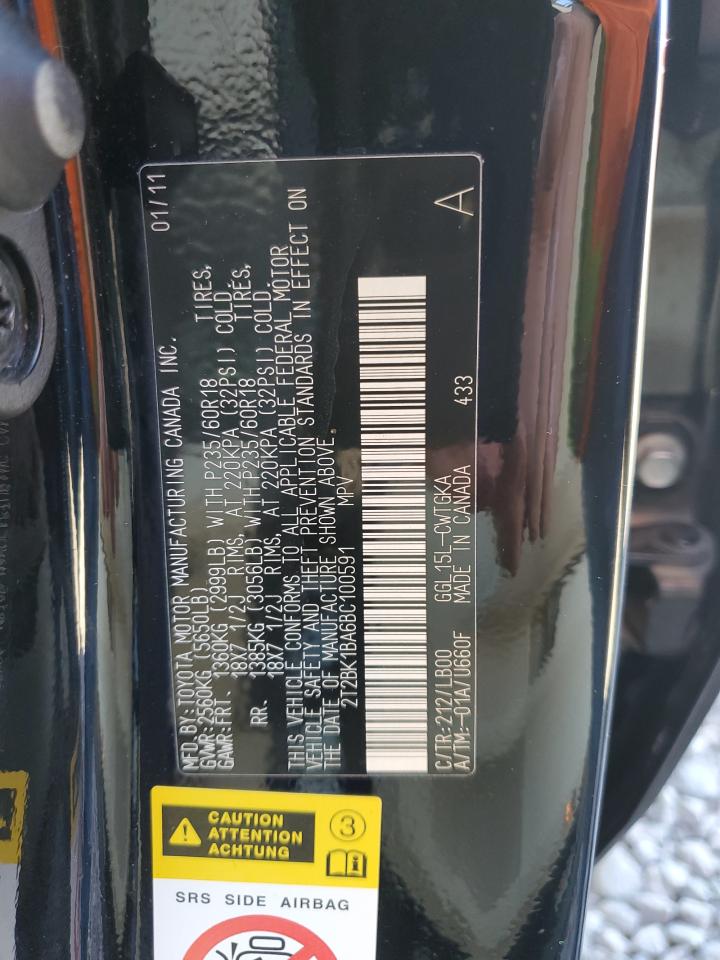 MFD. BY: TOYOTA MOTOR MANUFACTURING CANADA INC. 01/11
GVWR: 2560KG (5650LB)
GAWR: FRT. 1360KG (2999LB) WITH P235/60R18 TIRES,
18X7 1/2J RIMS, AT 220KPA (32PSI) COLD.
RR. 1385KG (3056LB) WITH P235/60R18 TIRES,
18X7 1/2J RIMS, AT 220KPA (32PSI) COLD.
THIS VEHICLE CONFORMS TO ALL APPLICABLE FEDERAL MOTOR
VEHICLE SAFETY AND THEFT PREVENTION STANDARDS IN EFFECT ON
THE DATE OF MANUFACTURE SHOWN ABOVE.
2T2BK1BA6BC100591 MPV
C/TR: 212/LB00 GGL15L-CWTGKA 433
A/TM: -01A/U660F MADE IN CANADA A
CAUTION
ATTENTION
ACHTUNG
3
SRS SIDE AIRBAG